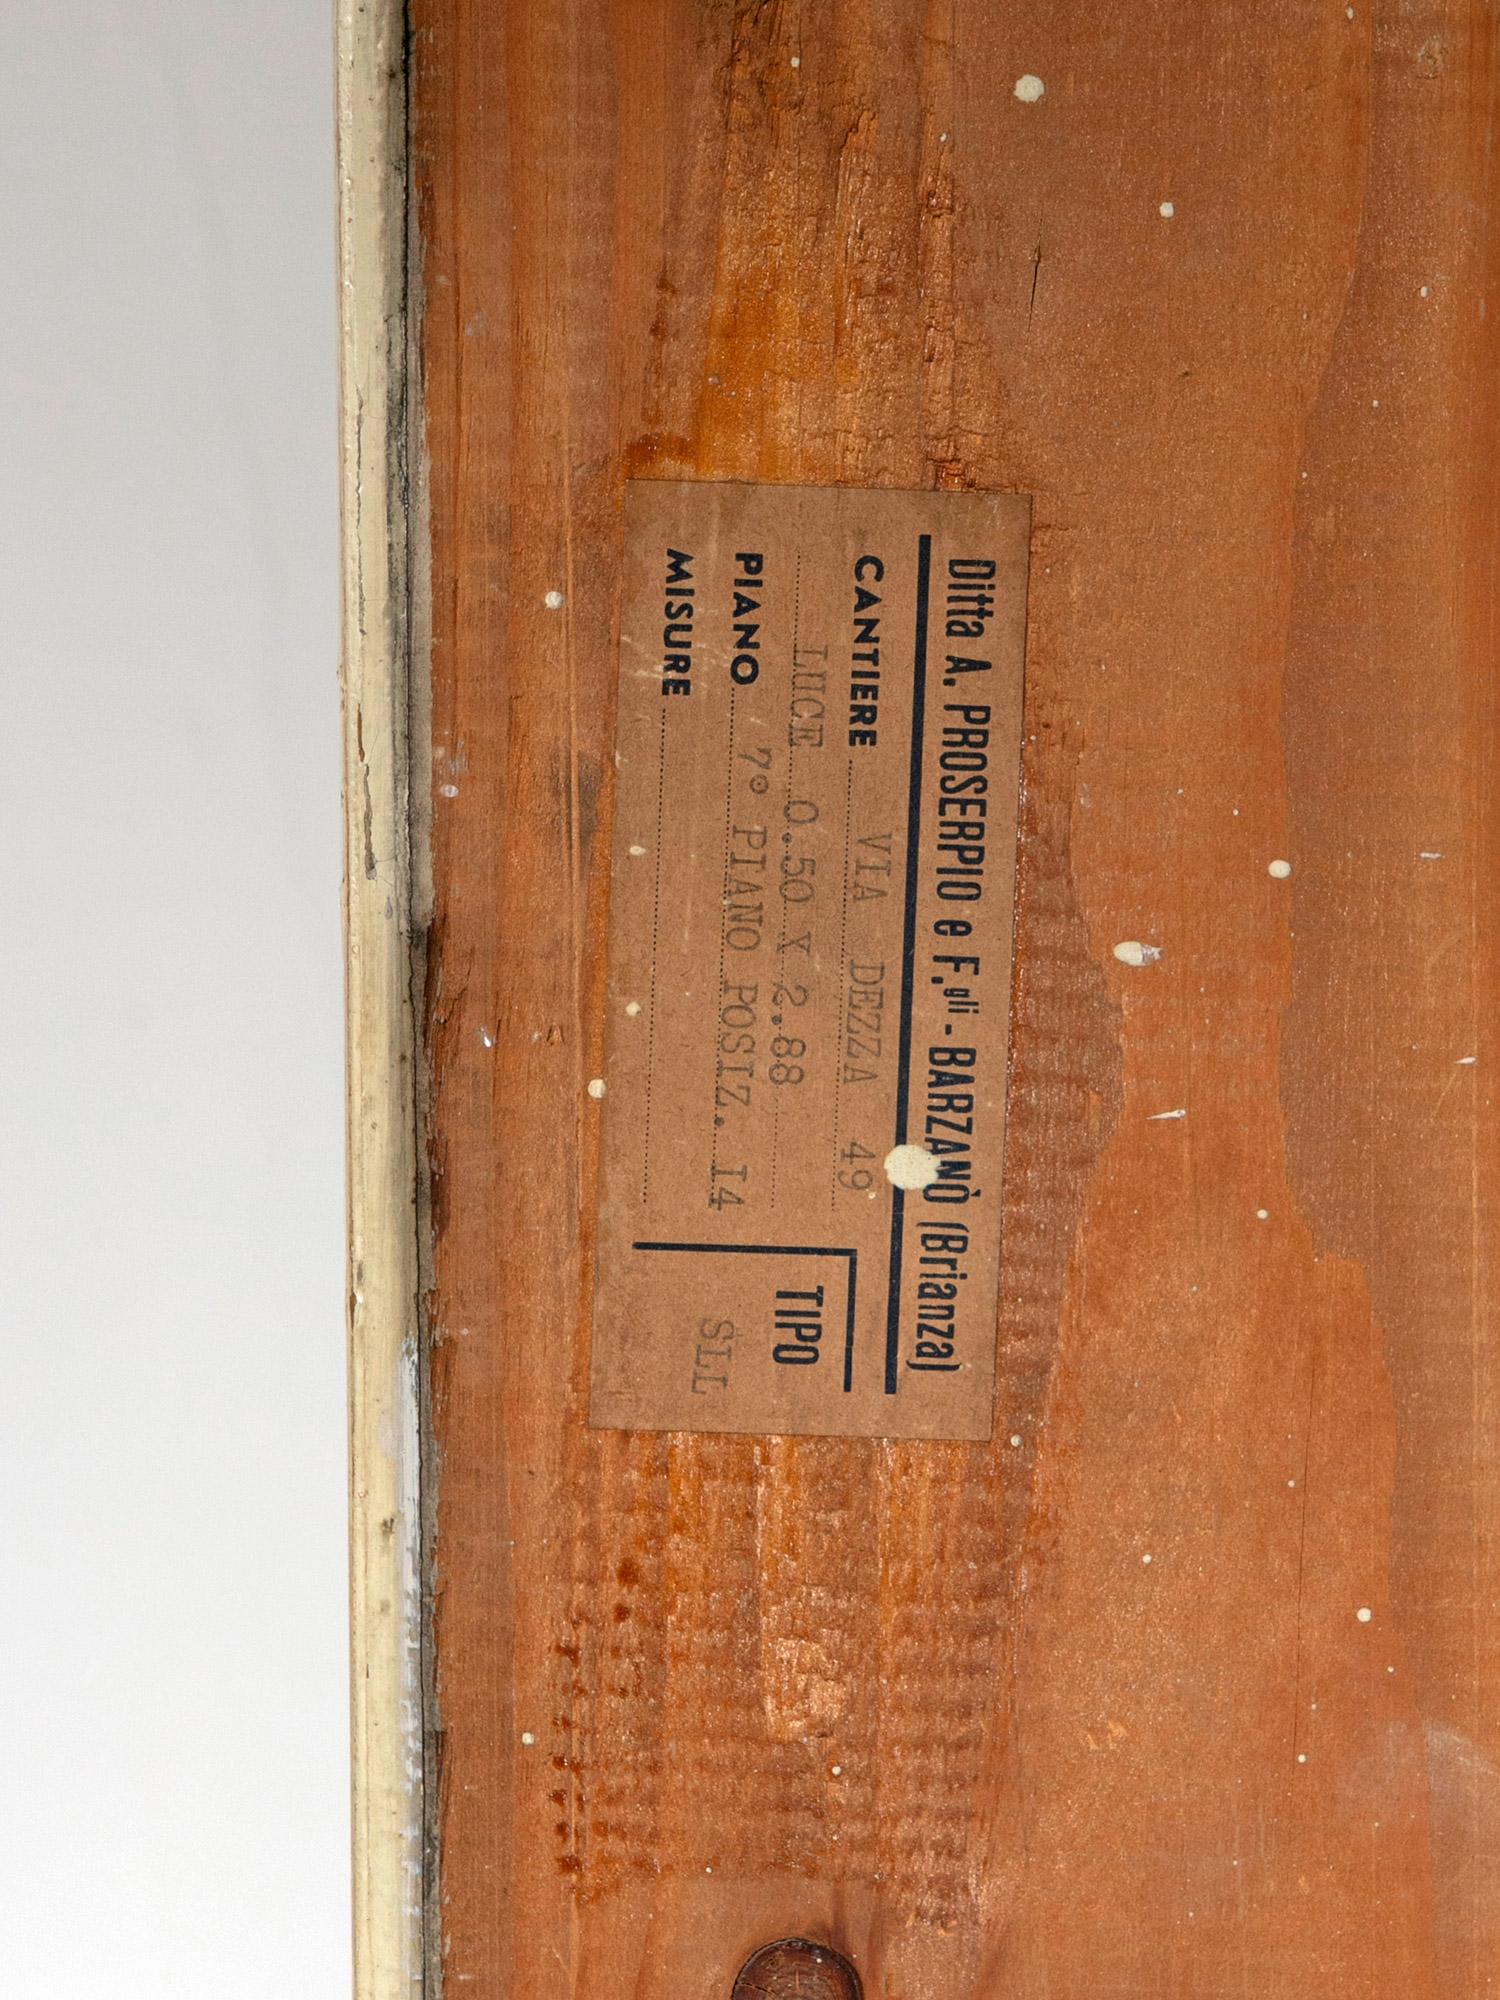 Ditta A. PROSERPIO e F.gli - BARZANÒ (Brianza)
CANTIERE VIA DEZZA 49
LUCE 0.50 X 2.88
PIANO 7° PIANO POSIZ. I4
MISURE
TIPO
SLL